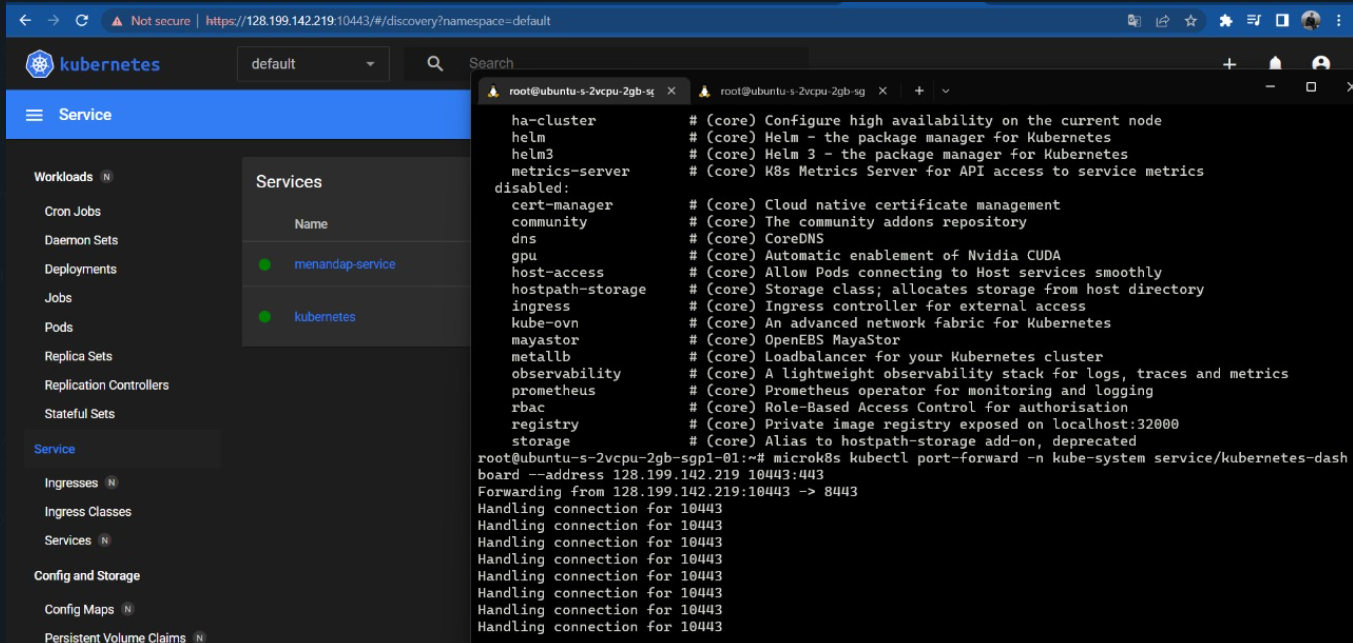 Not secure | https://128.199.142.219:10443/#/discovery?namespace=default
kubernetes
default
Search
Service
Workloads N
Cron Jobs
Daemon Sets
Deployments
Jobs
Pods
Replica Sets
Replication Controllers
Stateful Sets
Service
Ingresses N
Ingress Classes
Services N
Config and Storage
Config Maps N
Persistent Volume Claims N
Services
Name
menandap-service
kubernetes
root@ubuntu-s-2vcpu-2gb-sg
root@ubuntu-s-2vcpu-2gb-sg
ha-cluster # (core) Configure high availability on the current node
helm # (core) Helm - the package manager for Kubernetes
helm3 # (core) Helm 3 - the package manager for Kubernetes
metrics-server # (core) K8s Metrics Server for API access to service metrics
disabled:
cert-manager # (core) Cloud native certificate management
community # (core) The community addons repository
dns # (core) CoreDNS
gpu # (core) Automatic enablement of Nvidia CUDA
host-access # (core) Allow Pods connecting to Host services smoothly
hostpath-storage # (core) Storage class; allocates storage from host directory
ingress # (core) Ingress controller for external access
kube-ovn # (core) An advanced network fabric for Kubernetes
mayastor # (core) OpenEBS MayaStor
metallb # (core) Loadbalancer for your Kubernetes cluster
observability # (core) A lightweight observability stack for logs, traces and metrics
prometheus # (core) Prometheus operator for monitoring and logging
rbac # (core) Role-Based Access Control for authorisation
registry # (core) Private image registry exposed on localhost:32000
storage # (core) Alias to hostpath-storage add-on, deprecated
root@ubuntu-s-2vcpu-2gb-sgp1-01:~# microk8s kubectl port-forward -n kube-system service/kubernetes-dash
board --address 128.199.142.219 10443:443
Forwarding from 128.199.142.219:10443 -> 8443
Handling connection for 10443
Handling connection for 10443
Handling connection for 10443
Handling connection for 10443
Handling connection for 10443
Handling connection for 10443
Handling connection for 10443
Handling connection for 10443